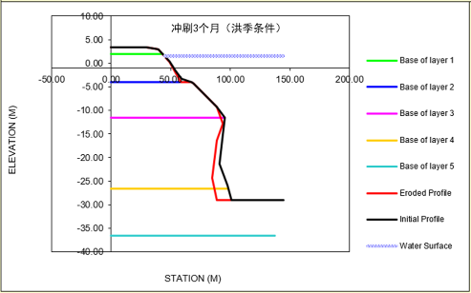 冲刷3个月（洪季条件）
10.00
5.00
0.00
-50.00 0.00 50.00 100.00 150.00 200.00
-5.00
-10.00
-15.00
-20.00
-25.00
-30.00
-35.00
-40.00
ELEVATION (M)
STATION (M)
Base of layer 1
Base of layer 2
Base of layer 3
Base of layer 4
Base of layer 5
Eroded Profile
Initial Profile
Water Surface